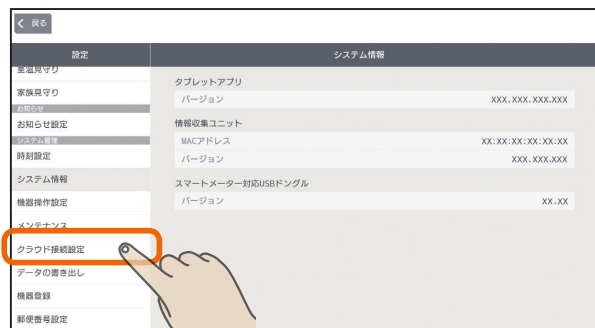 戻る
設定
システム情報
室温見守り
家族見守り
お知らせ
お知らせ設定
システム管理
時刻設定
システム情報
機器操作設定
メンテナンス
クラウド接続設定
データの書き出し
機器登録
郵便番号設定
タブレットアプリ
バージョン XXX.XXX.XXX.XXX
情報収集ユニット
MACアドレス XX:XX:XX:XX:XX:XX
バージョン XXX.XXX.XXX
スマートメーター対応USBドングル
バージョン XX.XX